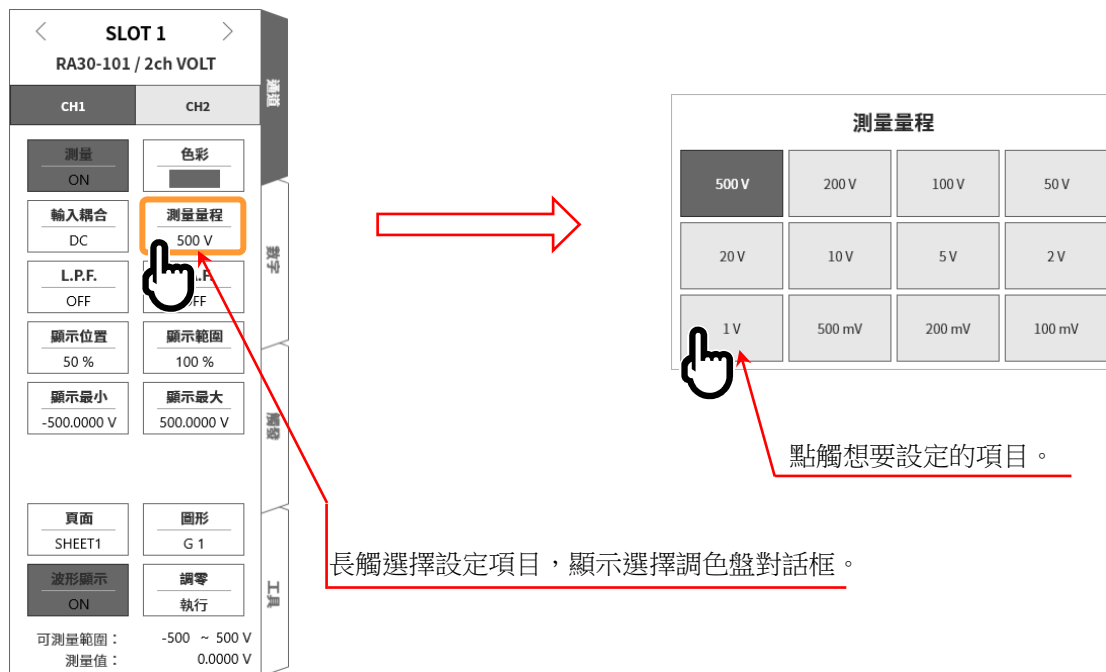 SLOT 1
RA30-101 / 2ch VOLT
CH1
CH2
測量
ON
色彩
輸入耦合
DC
測量量程
500 V
L.P.F.
OFF
顯示位置
50 %
顯示範圍
100 %
顯示最小
-500.0000 V
顯示最大
500.0000 V
頁面
SHEET1
圖形
G 1
波形顯示
ON
調零
執行
可測量範圍：
-500 ~ 500 V
測量值：
0.0000 V
通道
數字
觸發
工具
測量量程
500 V
200 V
100 V
50 V
20 V
10 V
5 V
2 V
1 V
500 mV
200 mV
100 mV
點觸想要設定的項目。
長觸選擇設定項目，顯示選擇調色盤對話框。